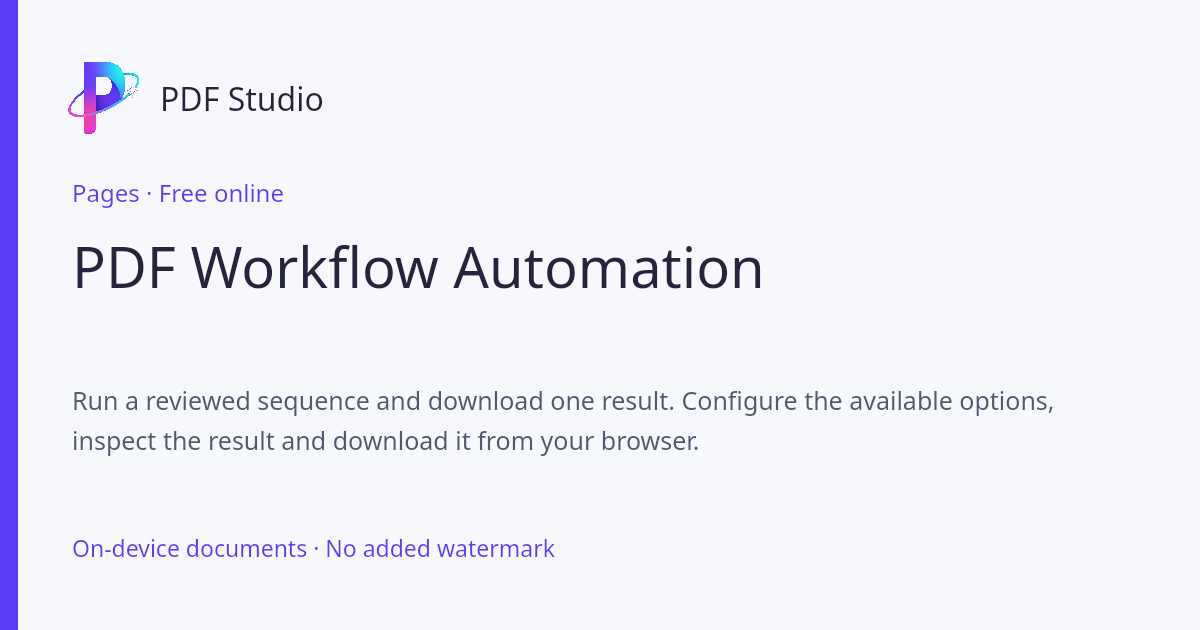 PDF Studio
Pages · Free online
PDF Workflow Automation
Run a reviewed sequence and download one result. Configure the available options,
inspect the result and download it from your browser.
On-device documents · No added watermark